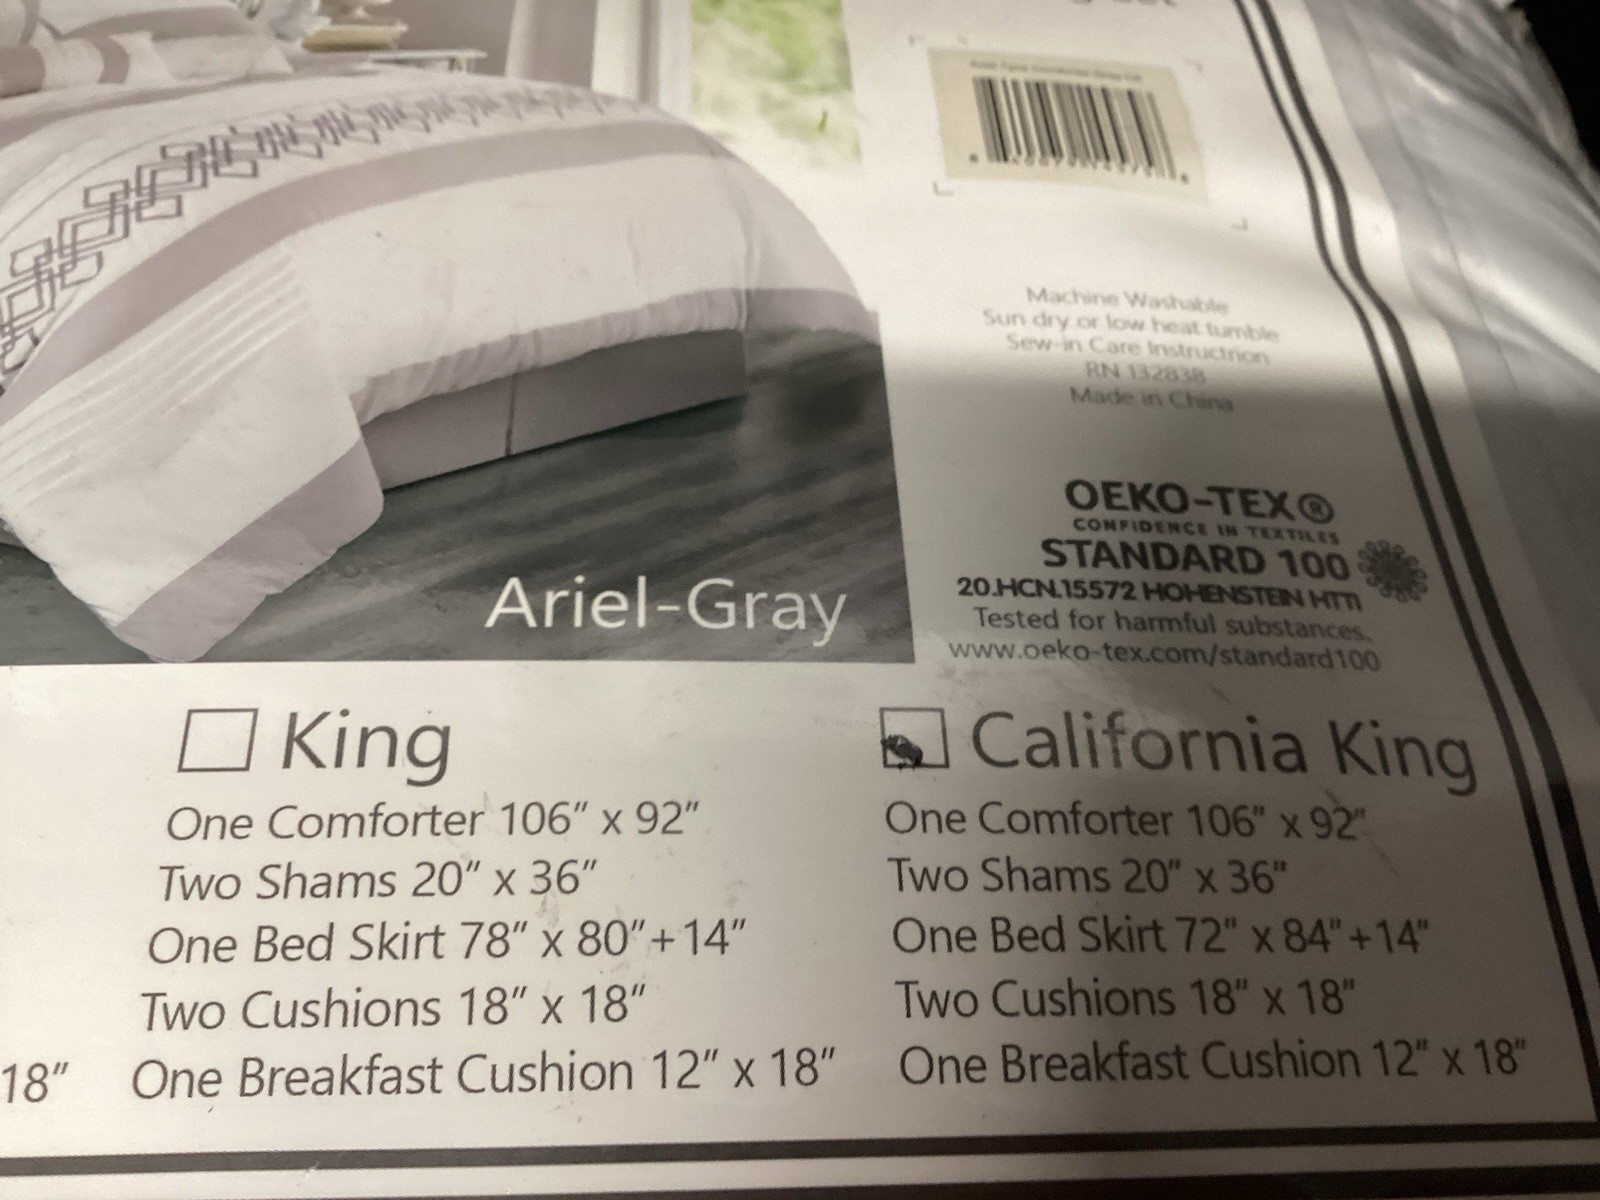 Machine Washable
Sun dry or low heat tumble
Sew-in Care Instructrion
RN 132838
Made in China
OEKO-TEX®
CONFIDENCE IN TEXTILES
STANDARD 100
20.HCN.15572 HOHENSTEIN HTTI
Tested for harmful substances.
www.oeko-tex.com/standard100
Ariel-Gray
King
One Comforter 106" x 92"
Two Shams 20" x 36"
One Bed Skirt 78" x 80"+14"
Two Cushions 18" x 18"
One Breakfast Cushion 12" x 18"
California King
One Comforter 106" x 92"
Two Shams 20" x 36"
One Bed Skirt 72" x 84"+14"
Two Cushions 18" x 18"
One Breakfast Cushion 12" x 18"
18"